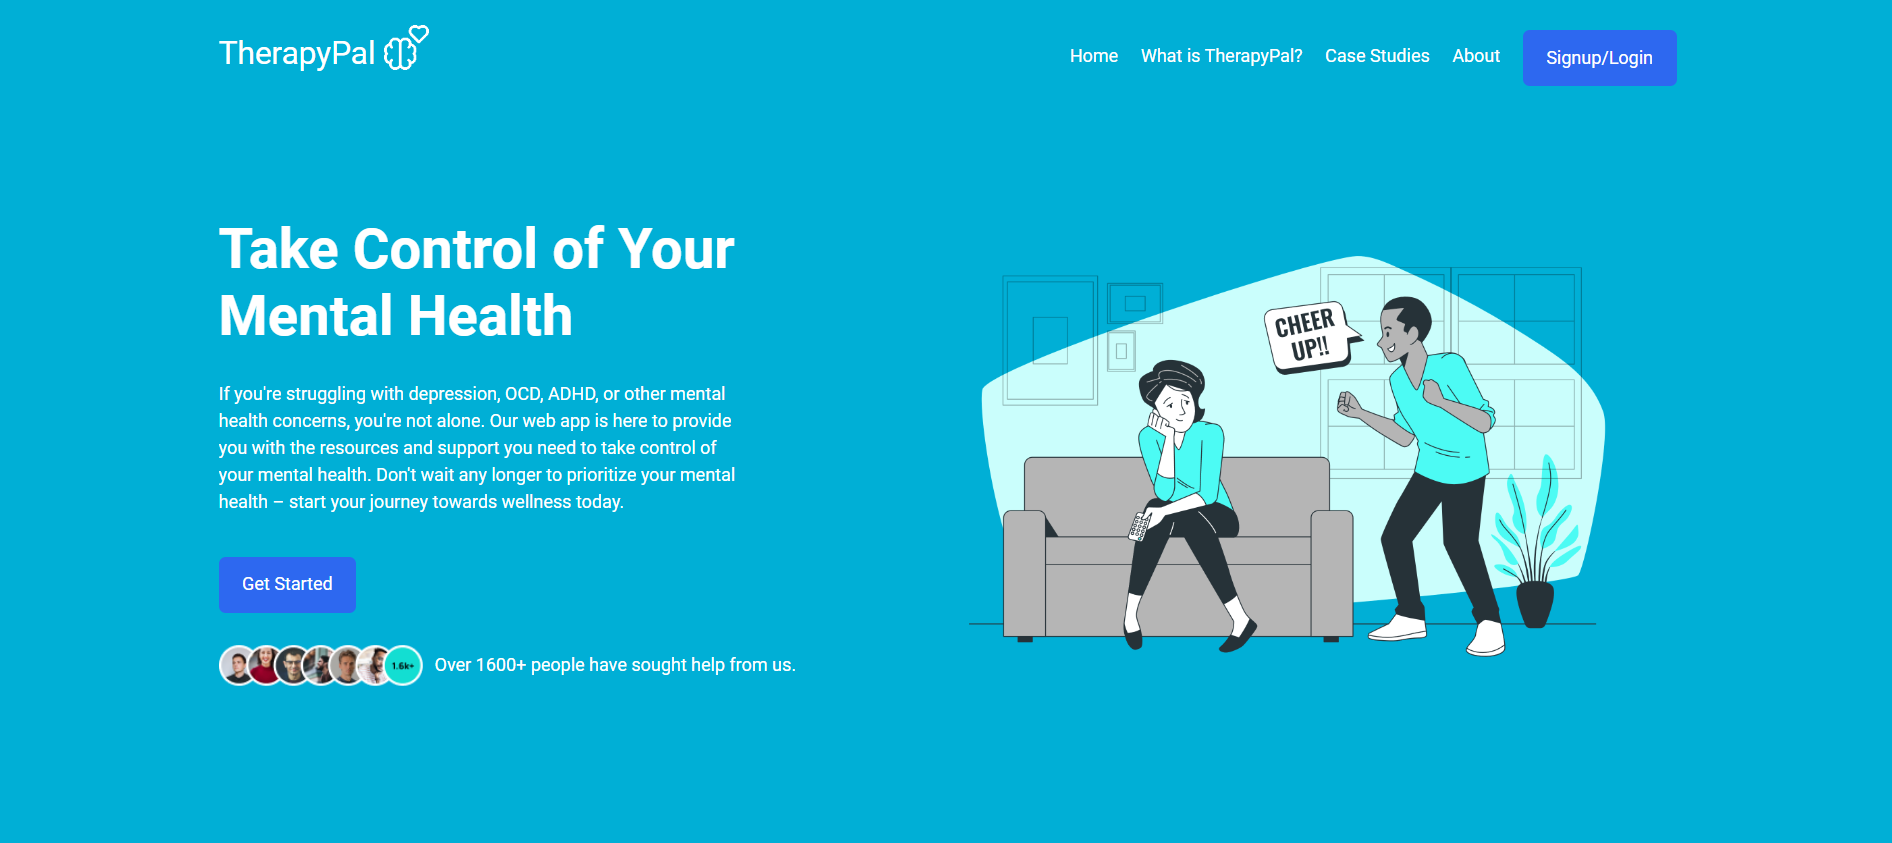 TherapyPal
Home
What is TherapyPal?
Case Studies
About
Signup/Login
Take Control of Your
Mental Health
If you're struggling with depression, OCD, ADHD, or other mental
health concerns, you're not alone. Our web app is here to provide
you with the resources and support you need to take control of
your mental health. Don't wait any longer to prioritize your mental
health – start your journey towards wellness today.
Get Started
1.6k+
Over 1600+ people have sought help from us.
CHEER
UP!!